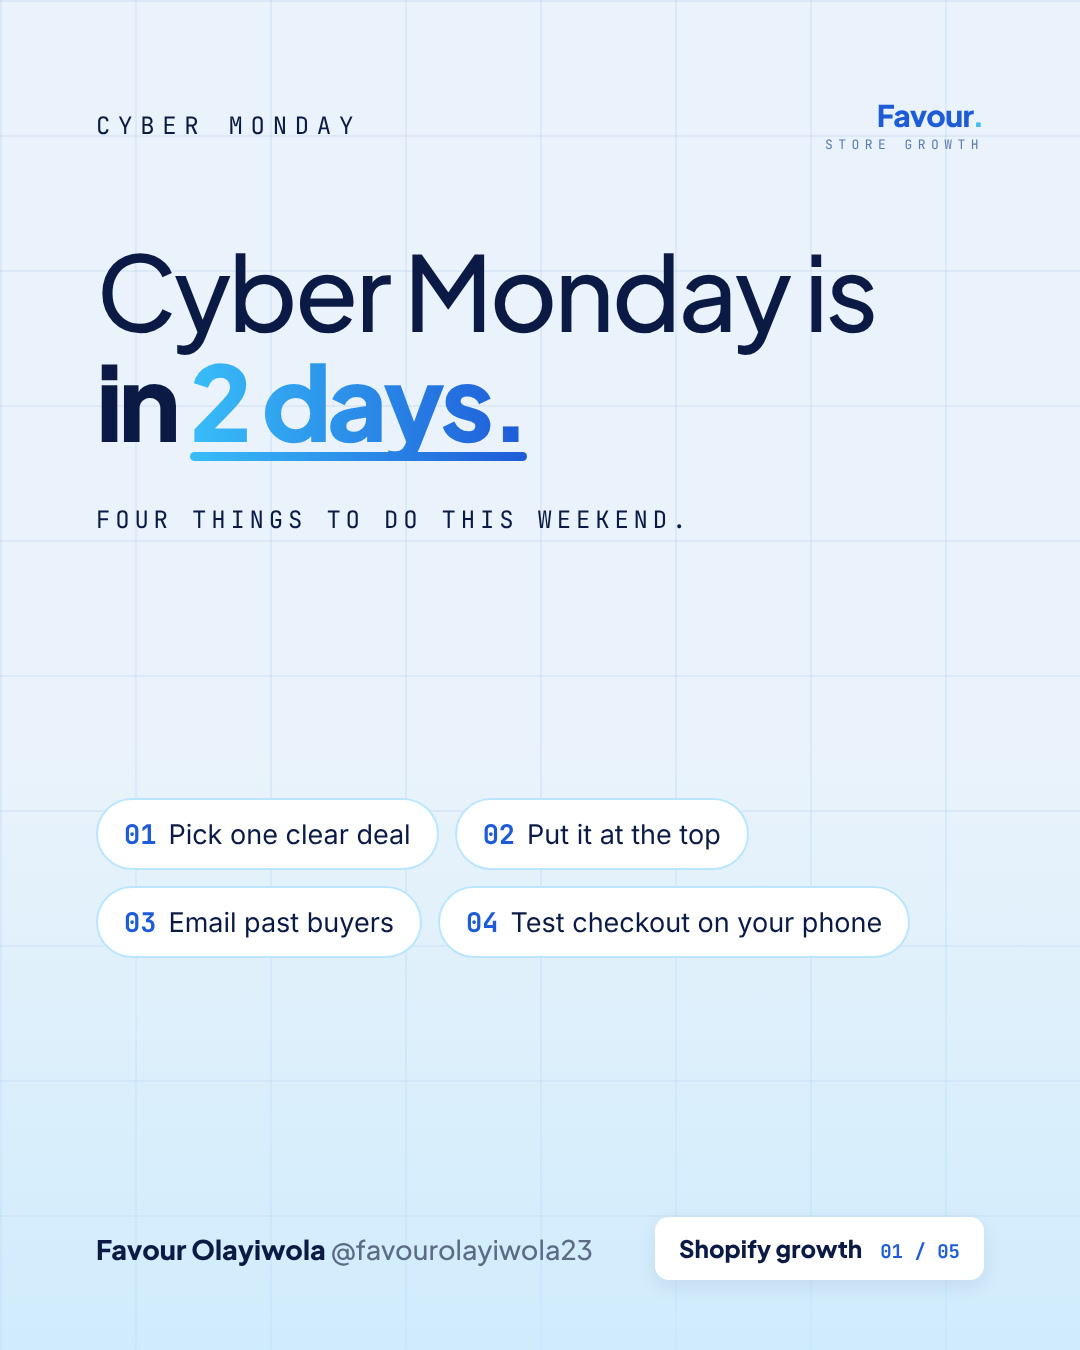 CYBER MONDAY
Favour.
STORE GROWTH
Cyber Monday is
in 2 days.
FOUR THINGS TO DO THIS WEEKEND.
01 Pick one clear deal
02 Put it at the top
03 Email past buyers
04 Test checkout on your phone
Favour Olayiwola @favourolayiwola23
Shopify growth 01 / 05